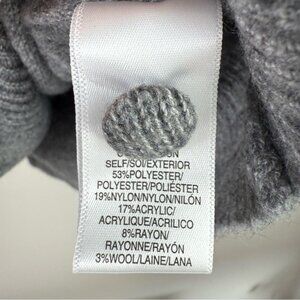 SELF/SOI/EXTERIOR
53%POLYESTER/
POLYESTER/POLIÉSTER
19%NYLON/NYLON/NILÓN
17%ACRYLIC/
ACRYLIQUE/ACRILICO
8%RAYON/
RAYONNE/RAYÓN
3%WOOL/LAINE/LANA